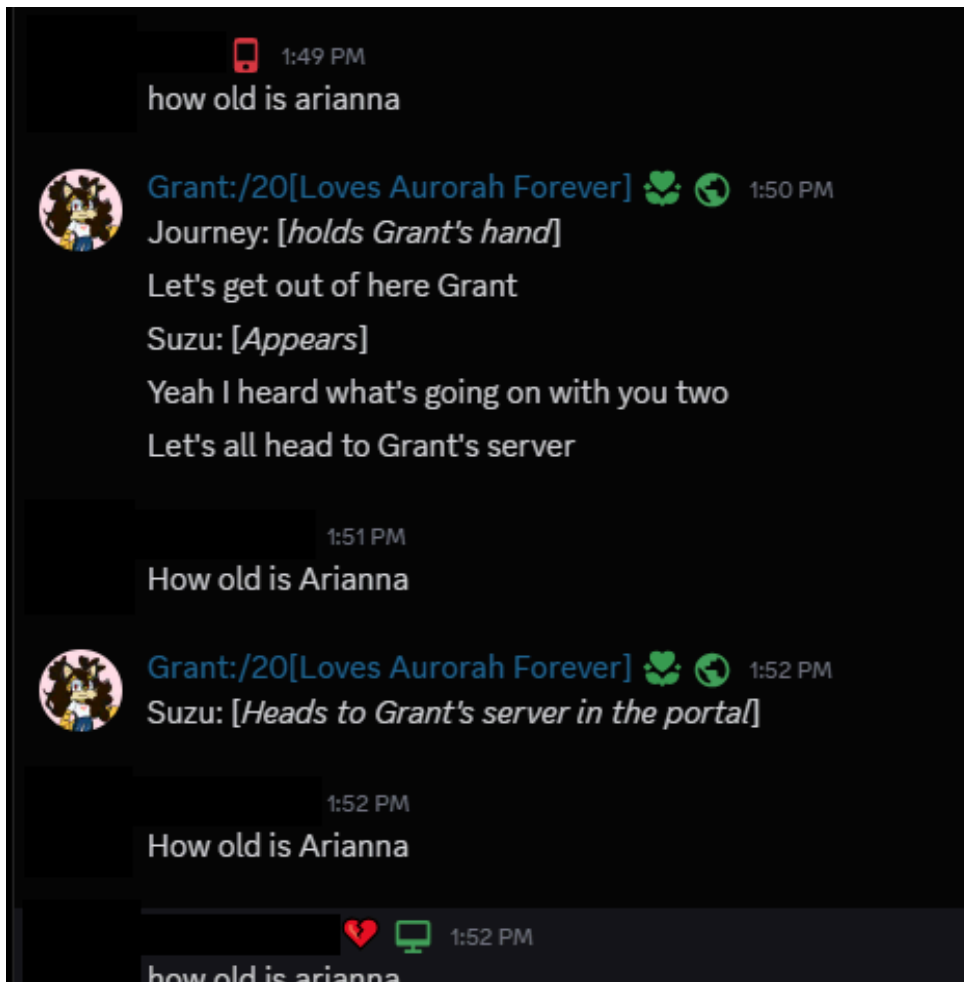 1:49 PM
how old is arianna
Grant:/20[Loves Aurorah Forever] 1:50 PM
Journey: [holds Grant's hand]
Let's get out of here Grant
Suzu: [Appears]
Yeah I heard what's going on with you two
Let's all head to Grant's server
1:51 PM
How old is Arianna
Grant:/20[Loves Aurorah Forever] 1:52 PM
Suzu: [Heads to Grant's server in the portal]
1:52 PM
How old is Arianna
1:52 PM
how old is arianna